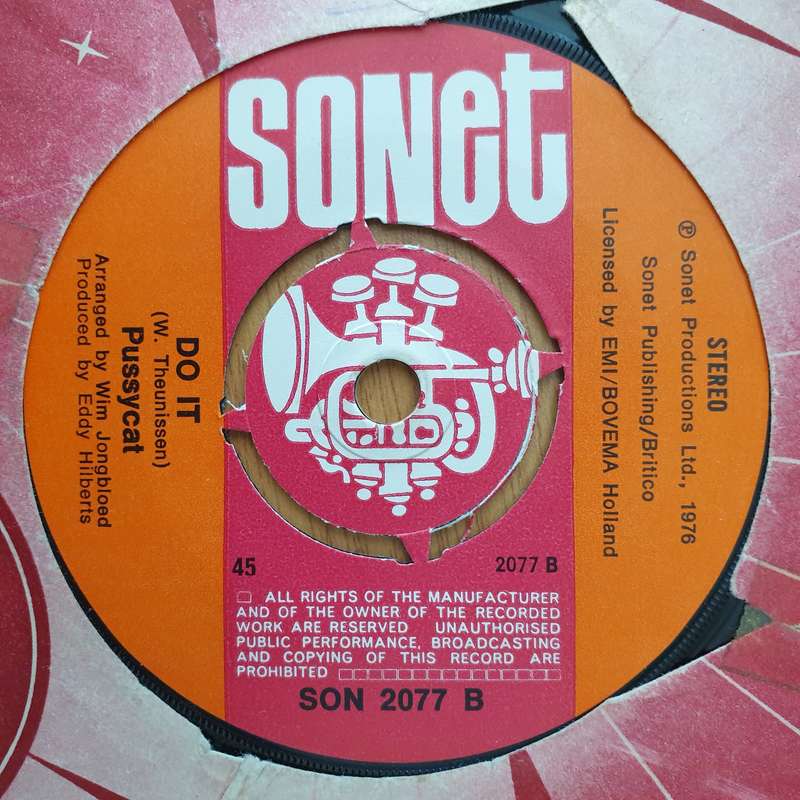 sonet
STEREO
Ⓟ Sonet Productions Ltd., 1976
Sonet Publishing/Britico
Licensed by EMI/BOVEMA Holland
DO IT
(W. Theunissen)
Pussycat
Arranged by Wim Jongbloed
Produced by Eddy Hilberts
45
2077 B
ALL RIGHTS OF THE MANUFACTURER
AND OF THE OWNER OF THE RECORDED
WORK ARE RESERVED UNAUTHORISED
PUBLIC PERFORMANCE, BROADCASTING
AND COPYING OF THIS RECORD ARE
PROHIBITED
SON 2077 B